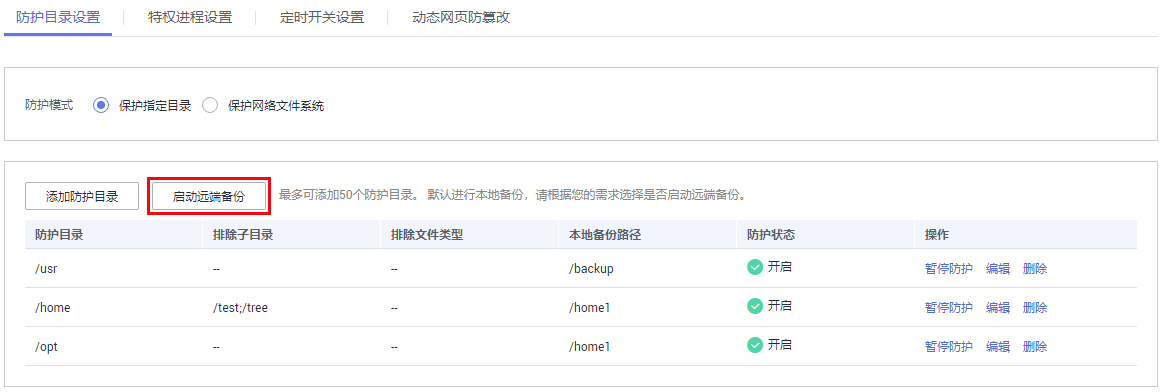 防护目录设置 特权进程设置 定时开关设置 动态网页防篡改
防护模式 保护指定目录 保护网络文件系统
添加防护目录 启动远端备份 最多可添加50个防护目录。 默认进行本地备份，请根据您的需求选择是否启动远端备份。
防护目录 排除子目录 排除文件类型 本地备份路径 防护状态 操作
/usr -- -- /backup 开启 暂停防护 编辑 删除
/home /test;/tree -- /home1 开启 暂停防护 编辑 删除
/opt -- -- /home1 开启 暂停防护 编辑 删除